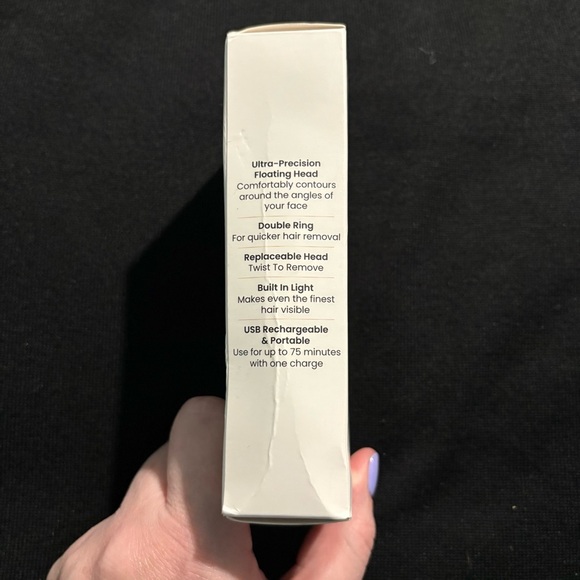 Ultra-Precision
Floating Head
Comfortably contours
around the angles of
your face
Double Ring
For quicker hair removal
Replaceable Head
Twist To Remove
Built In Light
Makes even the finest
hair visible
USB Rechargeable
& Portable
Use for up to 75 minutes
with one charge